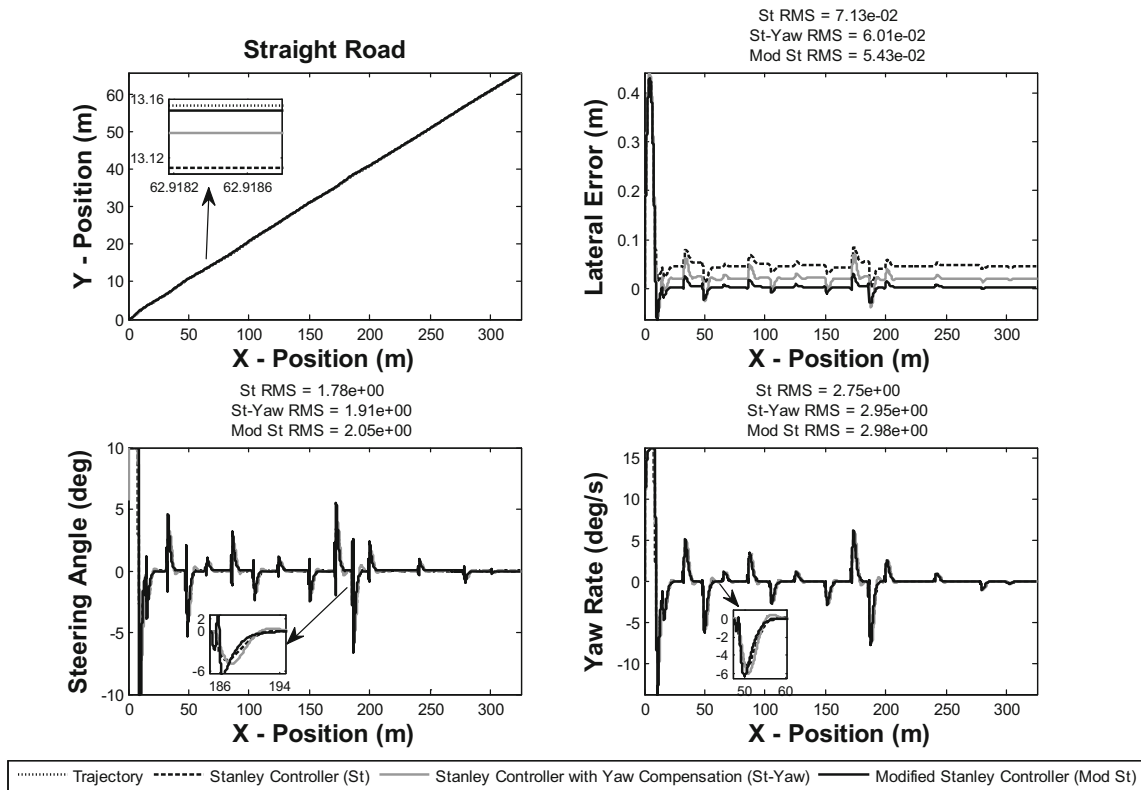 Straight Road
Y - Position (m)
60
50
40
30
20
10
0
13.16
13.12
62.9182 62.9186
0 50 100 150 200 250 300
X - Position (m)
St RMS = 7.13e-02
St-Yaw RMS = 6.01e-02
Mod St RMS = 5.43e-02
Lateral Error (m)
0.4
0.3
0.2
0.1
0
0 50 100 150 200 250 300
X - Position (m)
St RMS = 1.78e+00
St-Yaw RMS = 1.91e+00
Mod St RMS = 2.05e+00
Steering Angle (deg)
10
5
0
-5
-10
2
0
-6
186 194
0 50 100 150 200 250 300
X - Position (m)
St RMS = 2.75e+00
St-Yaw RMS = 2.95e+00
Mod St RMS = 2.98e+00
Yaw Rate (deg/s)
15
10
5
0
-5
-10
0
-2
-4
-6
50 60
0 50 100 150 200 250 300
X - Position (m)
Trajectory Stanley Controller (St) Stanley Controller with Yaw Compensation (St-Yaw) Modified Stanley Controller (Mod St)